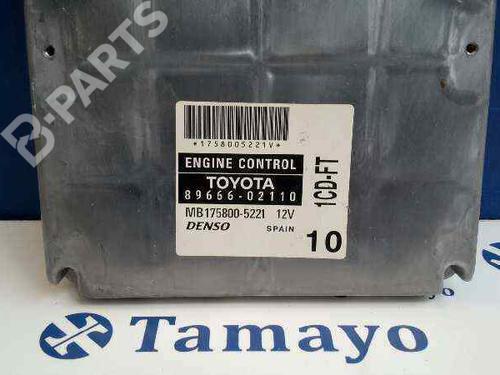 B-PARTS
*1758005221V*
ENGINE CONTROL
TOYOTA
89666-02110
MB175800-5221 12V
DENSO SPAIN
1CD-FT
10
Tamayo